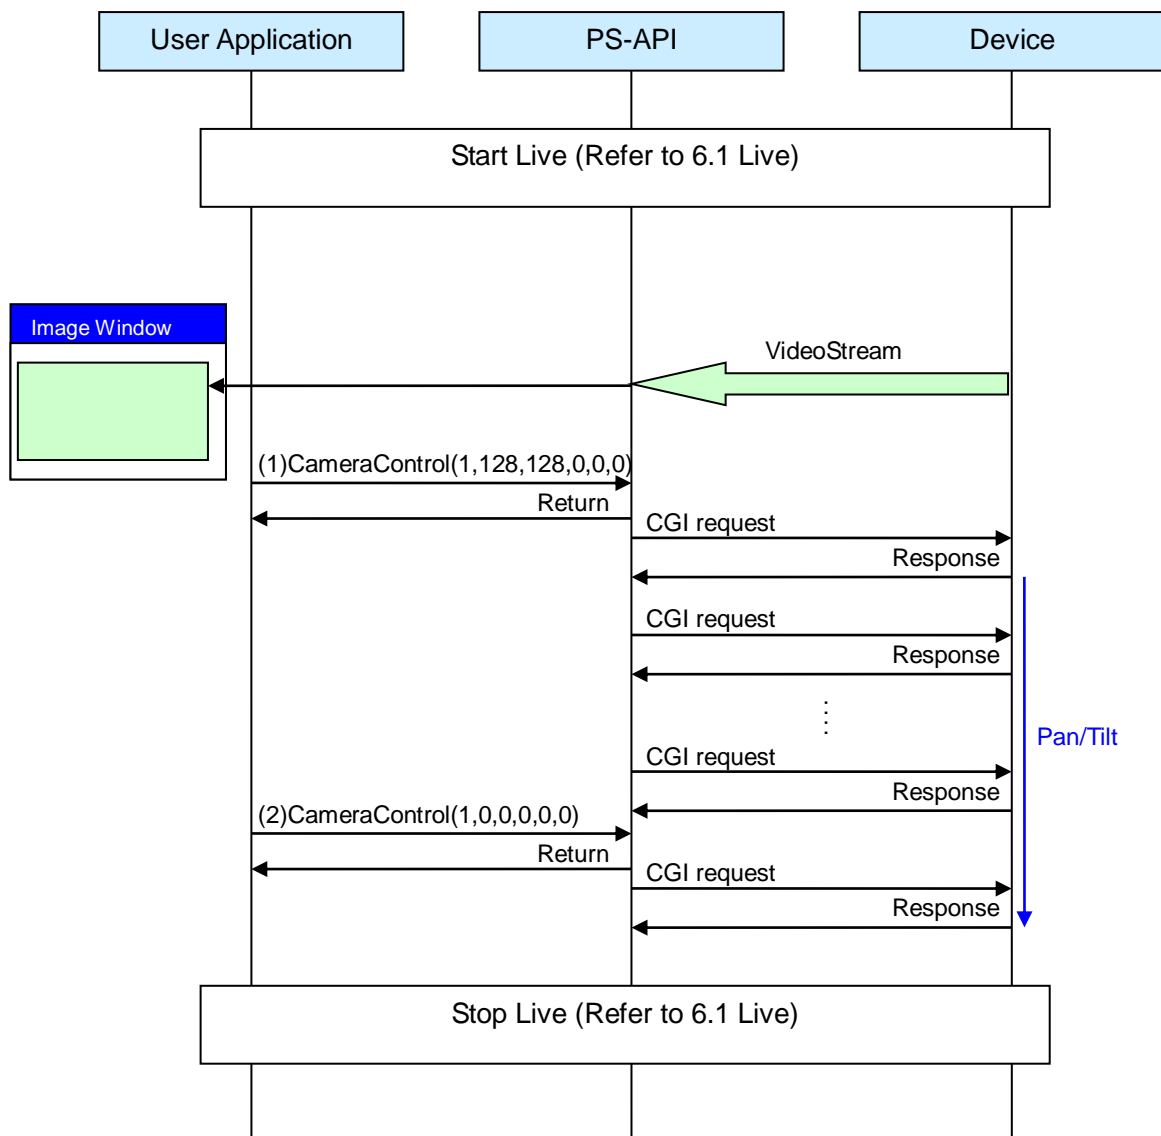 User Application
PS-API
Device
Start Live (Refer to 6.1 Live)
Image Window
VideoStream
(1)CameraControl(1,128,128,0,0,0)
Return
CGI request
Response
CGI request
Response
Pan/Tilt
CGI request
Response
(2)CameraControl(1,0,0,0,0,0)
Return
CGI request
Response
Stop Live (Refer to 6.1 Live)